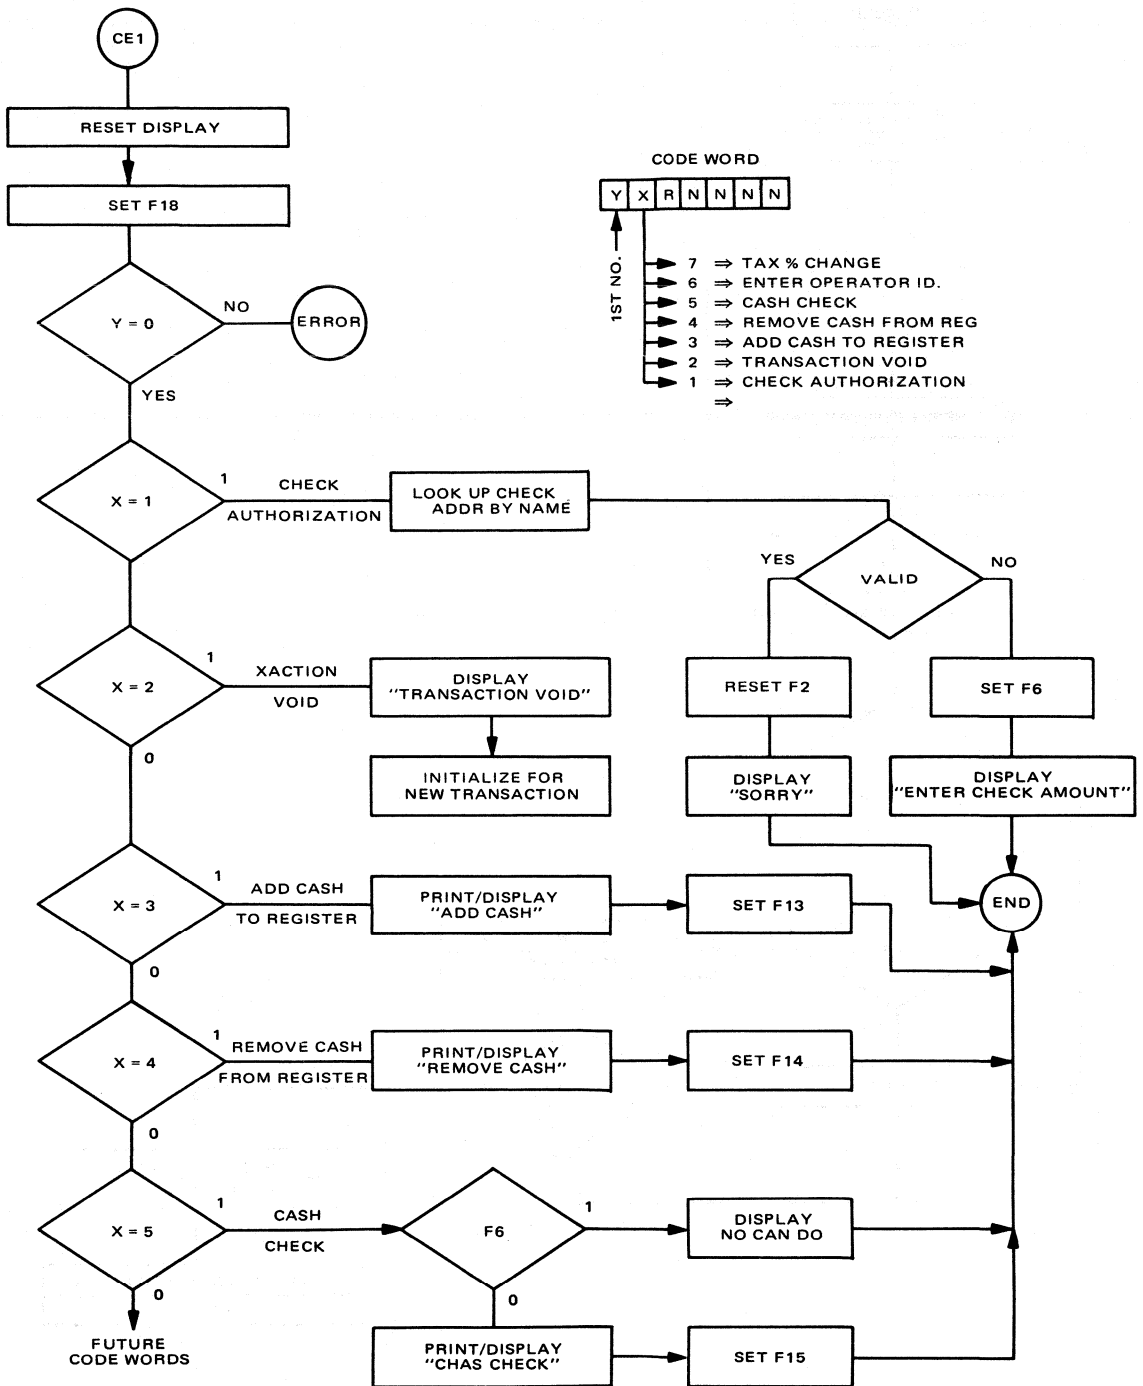 CE1
RESET DISPLAY
SET F18
Y = 0
NO
ERROR
YES
CODE WORD
Y X R N N N N
1ST NO.
7 ⇒ TAX % CHANGE
6 ⇒ ENTER OPERATOR ID.
5 ⇒ CASH CHECK
4 ⇒ REMOVE CASH FROM REG
3 ⇒ ADD CASH TO REGISTER
2 ⇒ TRANSACTION VOID
1 ⇒ CHECK AUTHORIZATION
⇒
X = 1
1
CHECK
AUTHORIZATION
LOOK UP CHECK
ADDR BY NAME
VALID
YES
NO
RESET F2
SET F6
DISPLAY
"SORRY"
DISPLAY
"ENTER CHECK AMOUNT"
END
X = 2
1
XACTION
VOID
0
DISPLAY
"TRANSACTION VOID"
INITIALIZE FOR
NEW TRANSACTION
X = 3
1
ADD CASH
TO REGISTER
0
PRINT/DISPLAY
"ADD CASH"
SET F13
X = 4
1
REMOVE CASH
FROM REGISTER
0
PRINT/DISPLAY
"REMOVE CASH"
SET F14
X = 5
1
CASH
CHECK
0
F6
1
0
DISPLAY
NO CAN DO
PRINT/DISPLAY
"CHAS CHECK"
SET F15
FUTURE
CODE WORDS